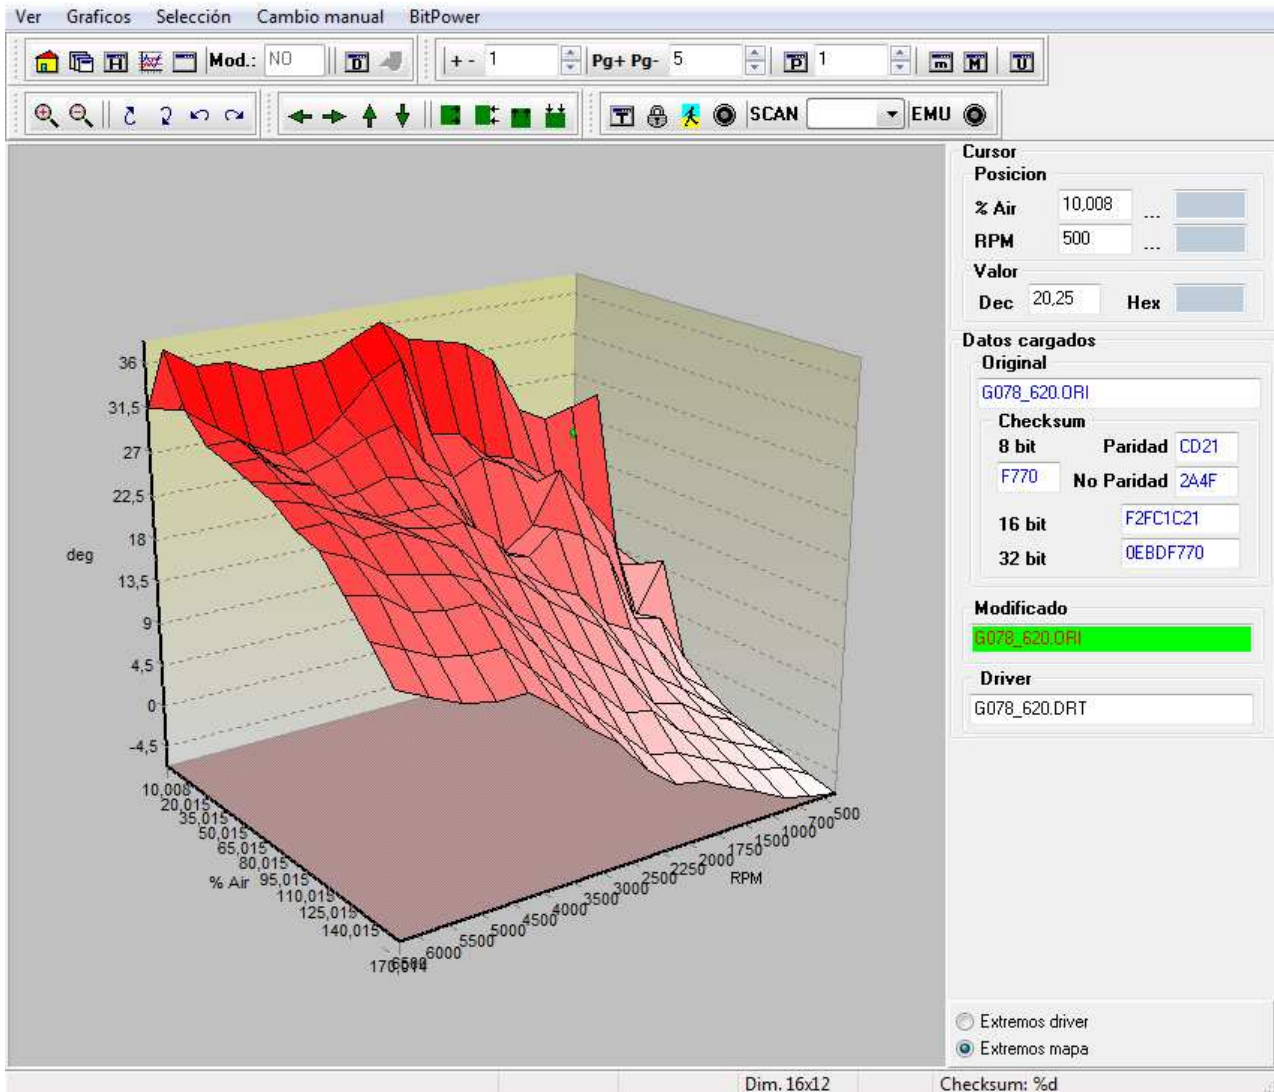 Ver Graficos Selección Cambio manual BitPower
H Mod.: NO D + - 1 Pg+ Pg- 5 P 1 m M U
T SCAN EMU
Cursor
Posicion
% Air 10,008 ...
RPM 500 ...
Valor
Dec 20,25 Hex
Datos cargados
Original
G078_620.ORI
Checksum
8 bit Paridad CD21
F770 No Paridad 2A4F
16 bit F2FC1C21
32 bit 0EBDF770
Modificado
G078_620.ORI
Driver
G078_620.DRT
36
31,5
27
22,5
18
deg
13,5
9
4,5
0
-4,5
10,008
20,015
35,015
50,015
65,015
80,015
% Air 95,015
110,015
125,015
140,015
170,014
6000
5500
5000
4500
4000
3500
3000
2500
2250
2000
1750
1500
1000
700
500
RPM
Extremos driver
Extremos mapa
Dim. 16x12 Checksum: %d